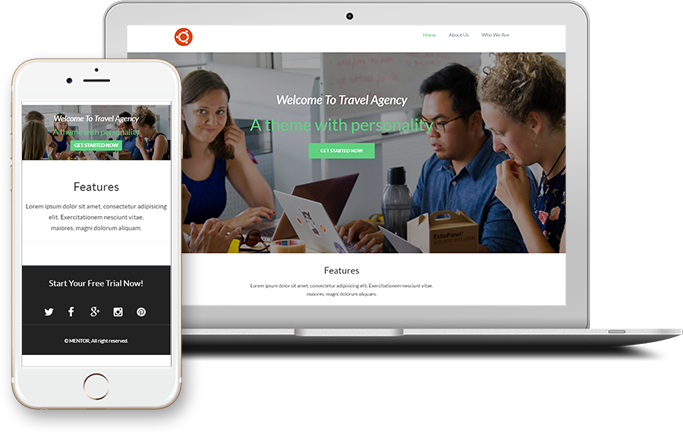 Home About Us Who We Are
Welcome To Travel Agency
A theme with personality
GET STARTED NOW
EchoPanel
Features
Lorem ipsum dolor sit amet, consectetur adipisicing elit. Exercitationem nesciunt vitae,
maiores, magni dolorum aliquam.
Welcome To Travel Agency
A theme with personality
GET STARTED NOW
Features
Lorem ipsum dolor sit amet, consectetur adipisicing
elit. Exercitationem nesciunt vitae,
maiores, magni dolorum aliquam.
Start Your Free Trial Now!
© MENTOR, All right reserved.